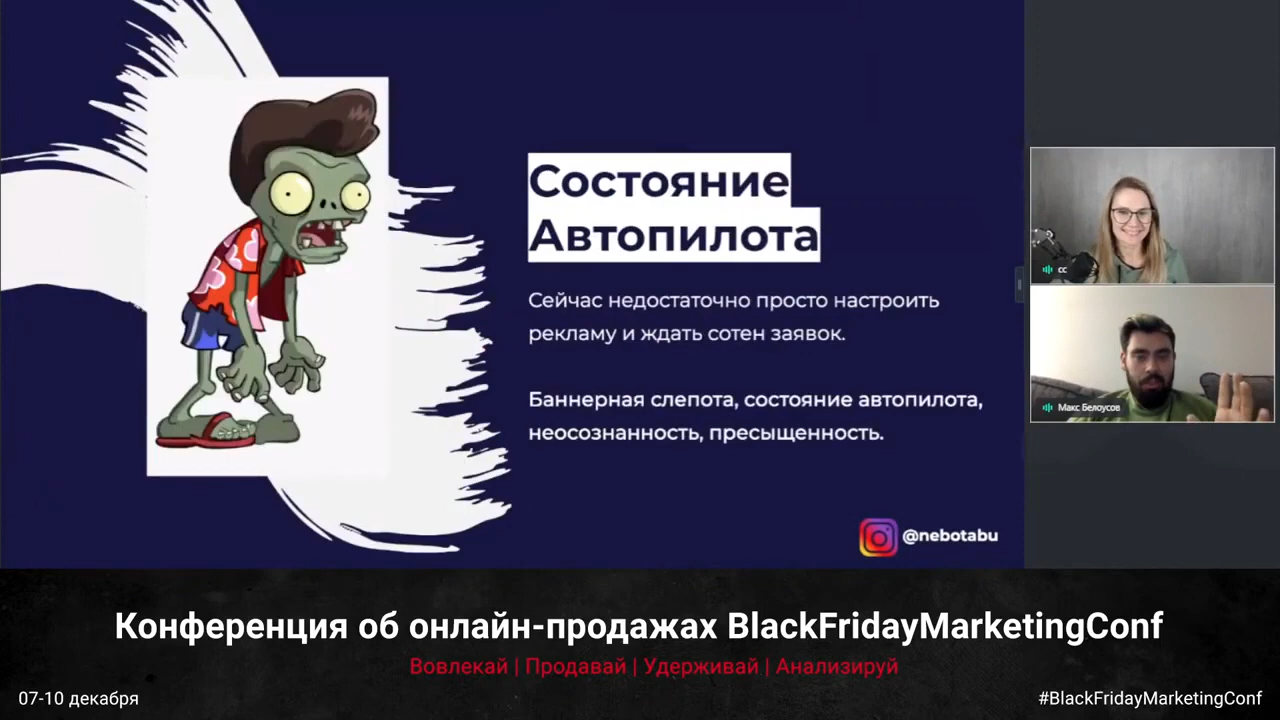 Состояние
Автопилота
Сейчас недостаточно просто настроить
рекламу и ждать сотен заявок.
Баннерная слепота, состояние автопилота,
неосознанность, пресыщенность.
@nebotabu
сс
Макс Белоусов
Конференция об онлайн-продажах BlackFridayMarketingConf
Вовлекай | Продавай | Удерживай | Анализируй
07-10 декабря
#BlackFridayMarketingConf